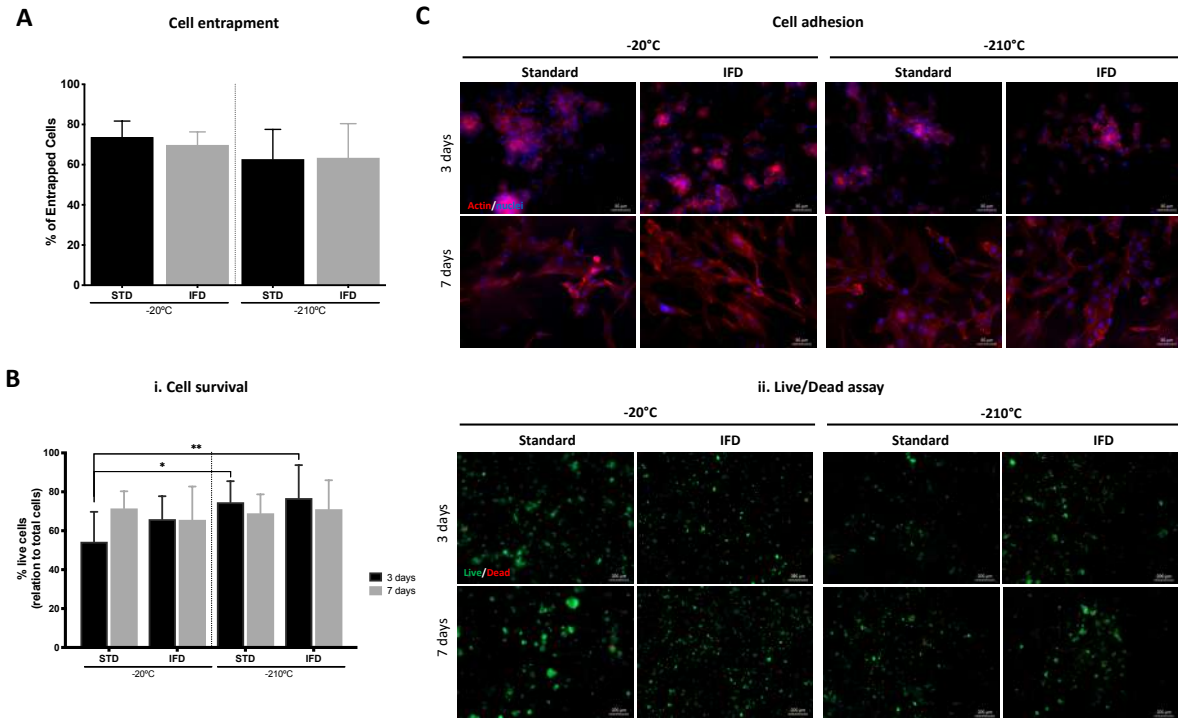 A
Cell entrapment
% of Entrapped Cells
100
80
60
40
20
0
STD
IFD
STD
IFD
-20ºC
-210ºC
C
Cell adhesion
-20°C
-210°C
Standard
IFD
Standard
IFD
3 days
Actin/
7 days
B
i. Cell survival
% live cells
(relation to total cells)
100
80
60
40
20
0
**
*
STD
IFD
STD
IFD
-20ºC
-210ºC
3 days
7 days
ii. Live/Dead assay
-20°C
-210°C
Standard
IFD
Standard
IFD
3 days
Live/Dead
7 days